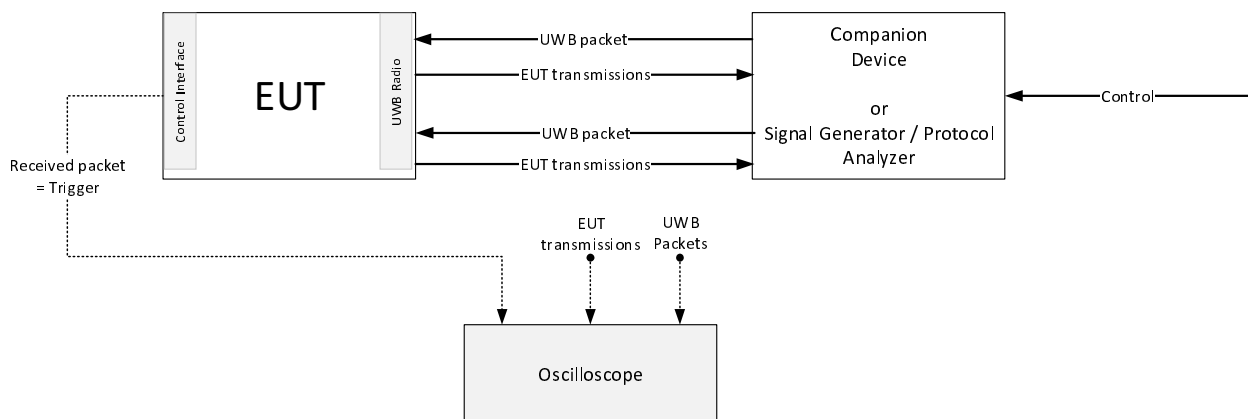 Control Interface
EUT
UWB Radio
UWB packet
EUT transmissions
UWB packet
EUT transmissions
Companion
Device
or
Signal Generator / Protocol
Analyzer
Control
Received packet
= Trigger
EUT
transmissions
UWB
Packets
Oscilloscope